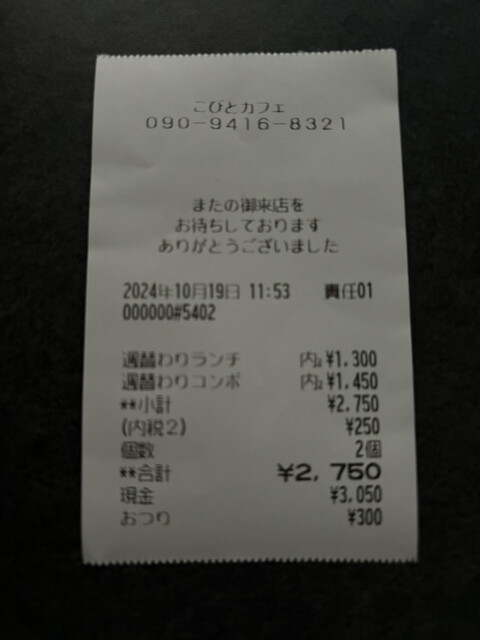 こびとカフェ
090-9416-8321
またの御来店を
お待ちしております
ありがとうございました
2024年10月19日 11:53 責任01
000000#5402
週替わりランチ 内2¥1,300
週替わりコンボ 内2¥1,450
**小計 ¥2,750
(内税2) ¥250
個数 2個
**合計 ¥2,750
現金 ¥3,050
おつり ¥300